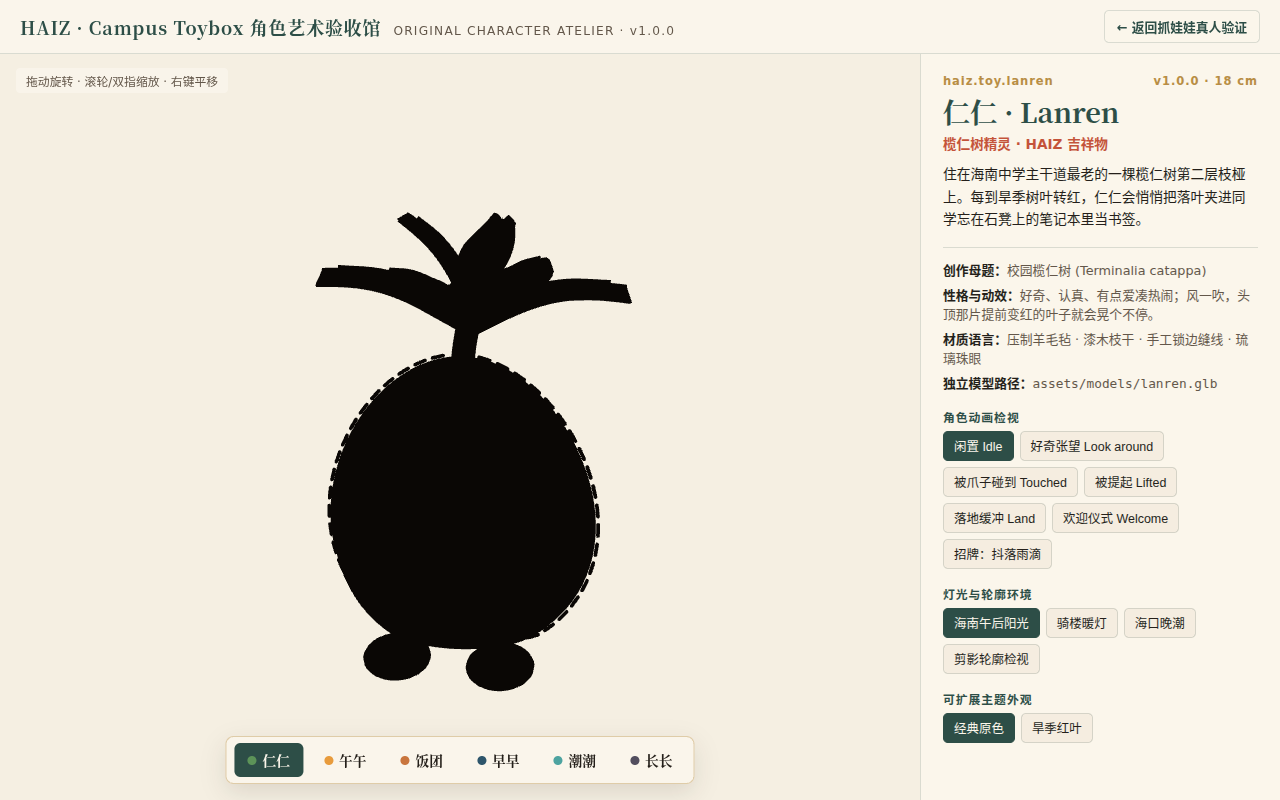 HAIZ · Campus Toybox 角色艺术验收馆 ORIGINAL CHARACTER ATELIER · v1.0.0
← 返回抓娃娃真人验证
拖动旋转 · 滚轮/双指缩放 · 右键平移
haiz.toy.lanren v1.0.0 · 18 cm
仁仁 · Lanren
榄仁树精灵 · HAIZ 吉祥物
住在海南中学主干道最老的一棵榄仁树第二层枝桠
上。每到旱季树叶转红，仁仁会悄悄把落叶夹进同
学忘在石凳上的笔记本里当书签。
创作母题：校园榄仁树 (Terminalia catappa)
性格与动效：好奇、认真、有点爱凑热闹；风一吹，头
顶那片提前变红的叶子就会晃个不停。
材质语言：压制羊毛毡 · 漆木枝干 · 手工锁边缝线 · 琉
璃珠眼
独立模型路径：assets/models/lanren.glb
角色动画检视
闲置 Idle 好奇张望 Look around
被爪子碰到 Touched 被提起 Lifted
落地缓冲 Land 欢迎仪式 Welcome
招牌：抖落雨滴
灯光与轮廓环境
海南午后阳光 骑楼暖灯 海口晚潮
剪影轮廓检视
可扩展主题外观
经典原色 旱季红叶
仁仁 午午 饭团 早早 潮潮 长长